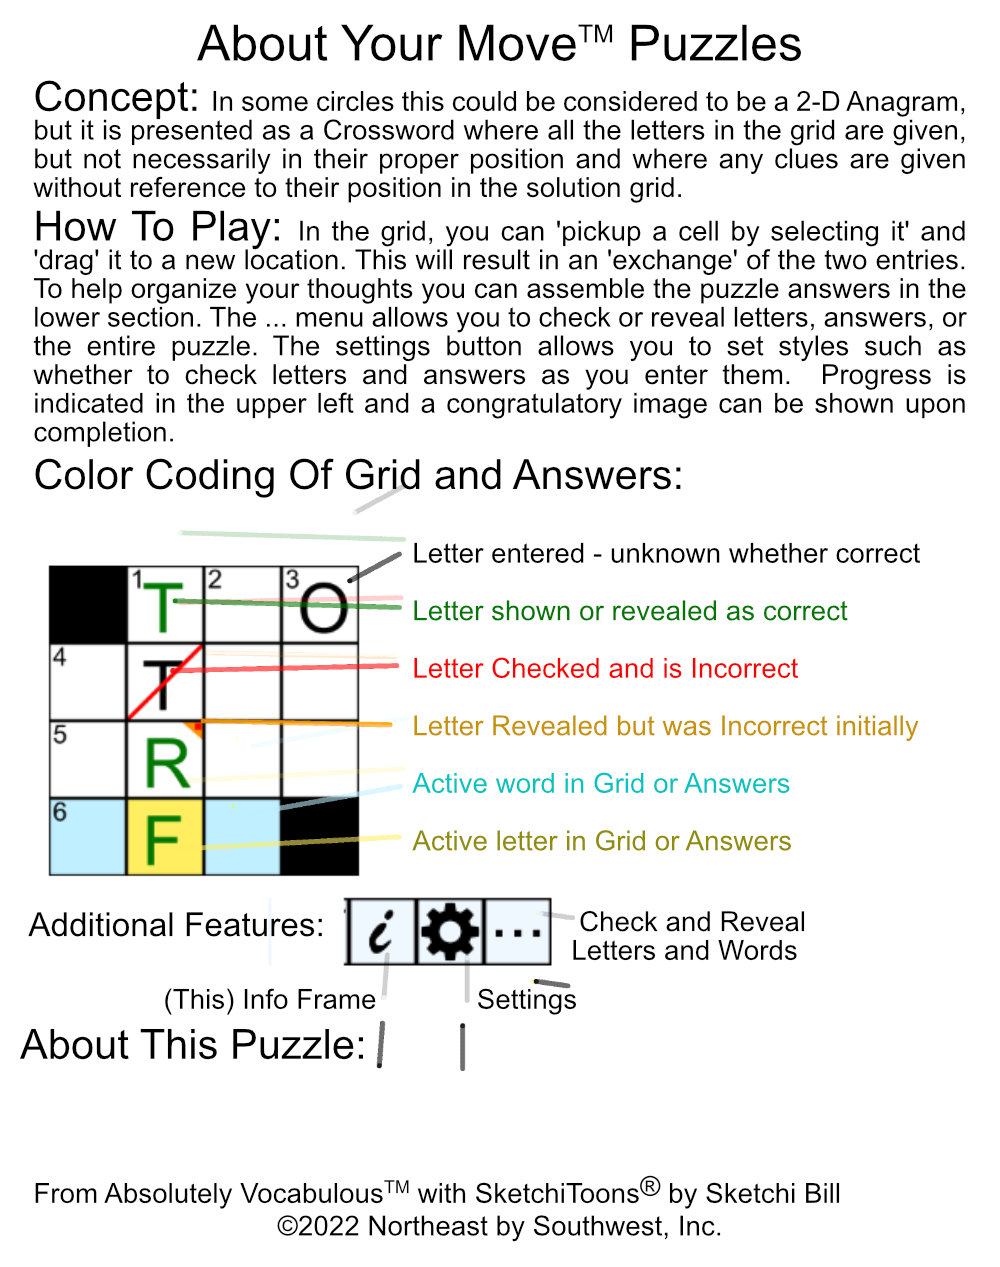 About Your Move™ Puzzles
Concept: In some circles this could be considered to be a 2-D Anagram,
but it is presented as a Crossword where all the letters in the grid are given,
but not necessarily in their proper position and where any clues are given
without reference to their position in the solution grid.
How To Play: In the grid, you can 'pickup a cell by selecting it' and
'drag' it to a new location. This will result in an 'exchange' of the two entries.
To help organize your thoughts you can assemble the puzzle answers in the
lower section. The ... menu allows you to check or reveal letters, answers, or
the entire puzzle. The settings button allows you to set styles such as
whether to check letters and answers as you enter them. Progress is
indicated in the upper left and a congratulatory image can be shown upon
completion.
Color Coding Of Grid and Answers:
Letter entered - unknown whether correct
1 T 2 3 O
Letter shown or revealed as correct
4 T
Letter Checked and is Incorrect
5 R
Letter Revealed but was Incorrect initially
Active word in Grid or Answers
6 F
Active letter in Grid or Answers
Additional Features: i ... Check and Reveal
Letters and Words
(This) Info Frame Settings
About This Puzzle:
From Absolutely Vocabulous™ with SketchiToons® by Sketchi Bill
©2022 Northeast by Southwest, Inc.